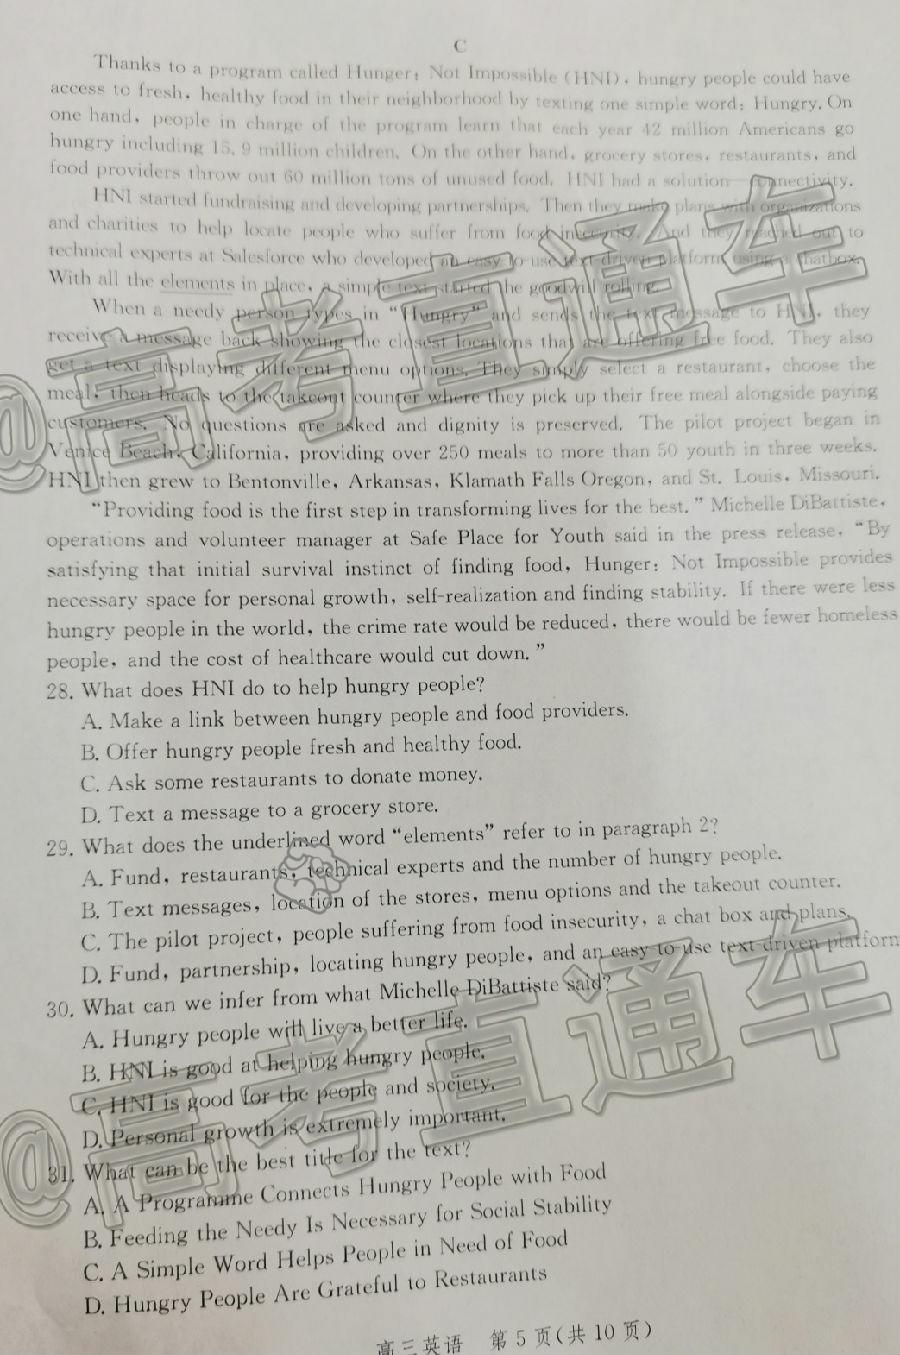 C
Thanks to a program called Hunger: Not Impossible (HNI), hungry people could have
access to fresh, healthy food in their neighborhood by texting one simple word: Hungry. On
one hand, people in charge of the program learn that each year 42 million Americans go
hungry including 15.9 million children. On the other hand, grocery stores, restaurants, and
food providers throw out 60 million tons of unused food. HNI had a solution—connectivity.
HNI started fundraising and developing partnerships. Then they make plans with organizations
and charities to help locate people who suffer from food insecurity. And they reached out to
technical experts at Salesforce who developed an easy to use text-driven platform using a chatbox.
With all the elements in place, a simple text started the goodwill rolling.
When a needy person types in “Hungry” and sends the text message to HNI, they
receive a message back showing the closest locations that are offering free food. They also
get a text displaying different menu options. They simply select a restaurant, choose the
meal, then heads to the takeout counter where they pick up their free meal alongside paying
customers. No questions are asked and dignity is preserved. The pilot project began in
Venice Beach, California, providing over 250 meals to more than 50 youth in three weeks.
HNI then grew to Bentonville, Arkansas, Klamath Falls Oregon, and St. Louis, Missouri.
“Providing food is the first step in transforming lives for the best.” Michelle DiBattiste,
operations and volunteer manager at Safe Place for Youth said in the press release, “By
satisfying that initial survival instinct of finding food, Hunger: Not Impossible provides
necessary space for personal growth, self-realization and finding stability. If there were less
hungry people in the world, the crime rate would be reduced, there would be fewer homeless
people, and the cost of healthcare would cut down.”
28. What does HNI do to help hungry people?
A. Make a link between hungry people and food providers.
B. Offer hungry people fresh and healthy food.
C. Ask some restaurants to donate money.
D. Text a message to a grocery store.
29. What does the underlined word “elements” refer to in paragraph 2?
A. Fund, restaurants, technical experts and the number of hungry people.
B. Text messages, location of the stores, menu options and the takeout counter.
C. The pilot project, people suffering from food insecurity, a chat box and plans.
D. Fund, partnership, locating hungry people, and an easy-to-use text-driven platform
30. What can we infer from what Michelle DiBattiste said?
A. Hungry people will live a better life.
B. HNI is good at helping hungry people.
C. HNI is good for the people and society.
D. Personal growth is extremely important.
31. What can be the best title for the text?
A. A Programme Connects Hungry People with Food
B. Feeding the Needy Is Necessary for Social Stability
C. A Simple Word Helps People in Need of Food
D. Hungry People Are Grateful to Restaurants
高三英语 第5页(共10页)
@高考直通车
@高考直通车